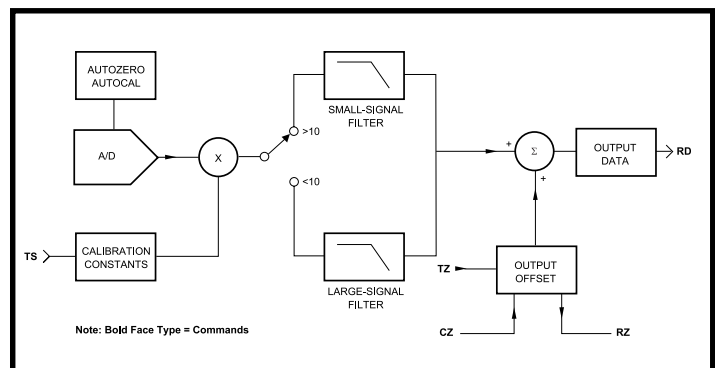 AUTOZERO
AUTOCAL
A/D
X
>10
<10
SMALL-SIGNAL
FILTER
Σ
+
+
OUTPUT
DATA
RD
TS
CALIBRATION
CONSTANTS
LARGE-SIGNAL
FILTER
TZ
OUTPUT
OFFSET
CZ
RZ
Note: Bold Face Type = Commands